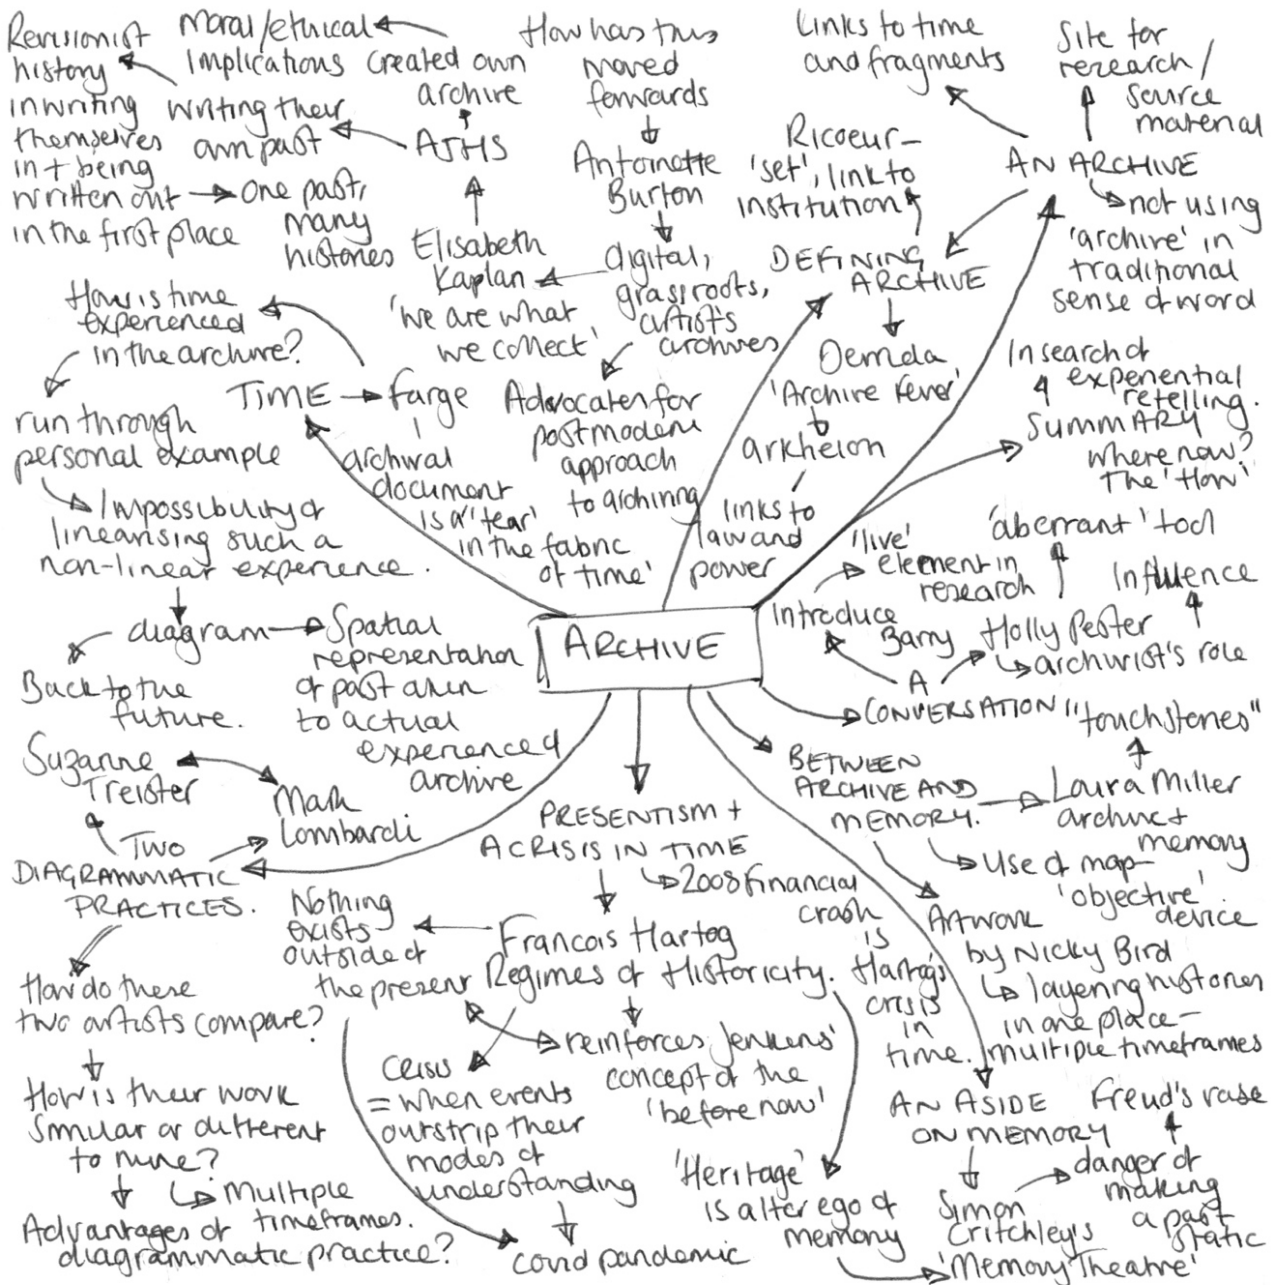 Revisionist
history
in writing
themselves
in + being
written out
in the first place
Moral/ethical
implications
writing their
own past
one past,
many
histories
created own
archive
AJHS
Elisabeth
Kaplan
'we are what
we collect'
How has this
moved
forwards
Antoinette
Burton
digital,
grassroots,
artist's
archives
Advocates for
postmodern
approach
to archiving
Links to time
and fragments
Site for
research/
source
material
AN ARCHIVE
not using
'archive' in
traditional
sense of word
Ricoeur-
'set', link to
institution
DEFINING
ARCHIVE
Derrida
'Archive Fever'
arkheion
links to
law and
power
How is time
experienced
in the archive?
TIME
Farge
archival
document
is a 'tear'
in the fabric
of time'
run through
personal example
Impossibility of
linearising such a
non-linear experience.
diagram
Back to the
future.
Spatial
representation
of past akin
to actual
experience of
archive
In search of
experiential
retelling.
SUMMARY
where now?
The 'How'
ARCHIVE
'live'
element in
research
Introduce
Barry
A
CONVERSATION
'aberrant' tool
Influence
Holly Pester
archivist's role
BETWEEN
ARCHIVE AND
MEMORY.
"touchstones"
Laura Miller
archive +
memory
Use of map-
'objective'
device
Artwork
by Nicky Bird
layering histories
in one place-
multiple timeframes
Suzanne
Treister
Mark
Lombardi
Two
DIAGRAMMATIC
PRACTICES.
How do these
two artists compare?
How is their work
similar or different
to mine?
Multiple
timeframes.
Advantages of
diagrammatic practice?
PRESENTISM +
A CRISIS IN TIME
2008 financial
crash
is
Hartog's
crisis
in
time.
Francois Hartog
Regimes of Historicity.
Nothing
exists
outside of
the present
Crisis
= when events
outstrip their
modes of
understanding
covid pandemic
reinforces Jenkins'
concept of the
'before now'
'Heritage'
is alter ego of
memory
AN ASIDE
ON MEMORY
Simon
Critchley's
'Memory Theatre'
Freud's vase
danger of
making
a past
static